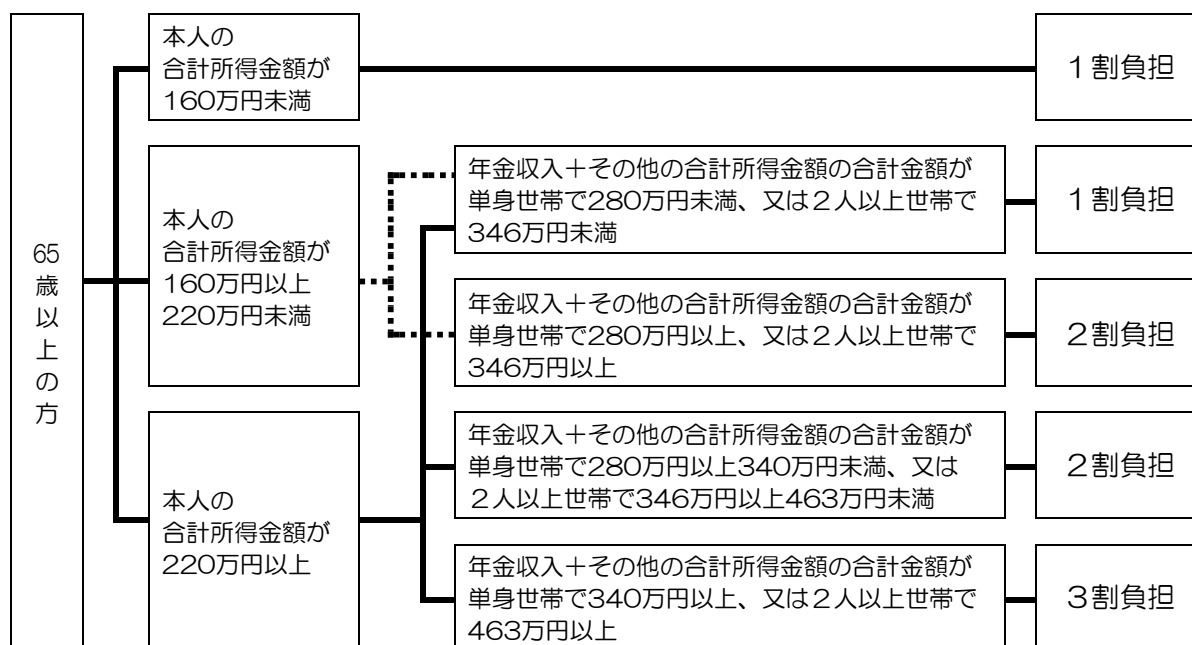 65
歳
以
上
の
方
本人の
合計所得金額が
160万円未満
1割負担
本人の
合計所得金額が
160万円以上
220万円未満
年金収入＋その他の合計所得金額の合計金額が
単身世帯で280万円未満、又は２人以上世帯で
346万円未満
1割負担
年金収入＋その他の合計所得金額の合計金額が
単身世帯で280万円以上、又は２人以上世帯で
346万円以上
2割負担
本人の
合計所得金額が
220万円以上
年金収入＋その他の合計所得金額の合計金額が
単身世帯で280万円以上340万円未満、又は
２人以上世帯で346万円以上463万円未満
2割負担
年金収入＋その他の合計所得金額の合計金額が
単身世帯で340万円以上、又は２人以上世帯で
463万円以上
3割負担